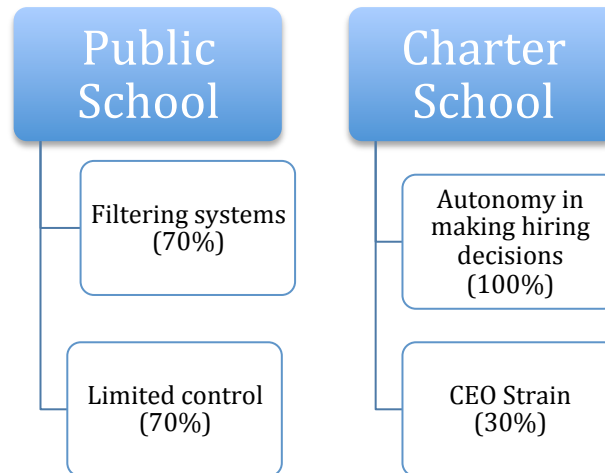 Public
School
Filtering systems
(70%)
Limited control
(70%)
Charter
School
Autonomy in
making hiring
decisions
(100%)
CEO Strain
(30%)